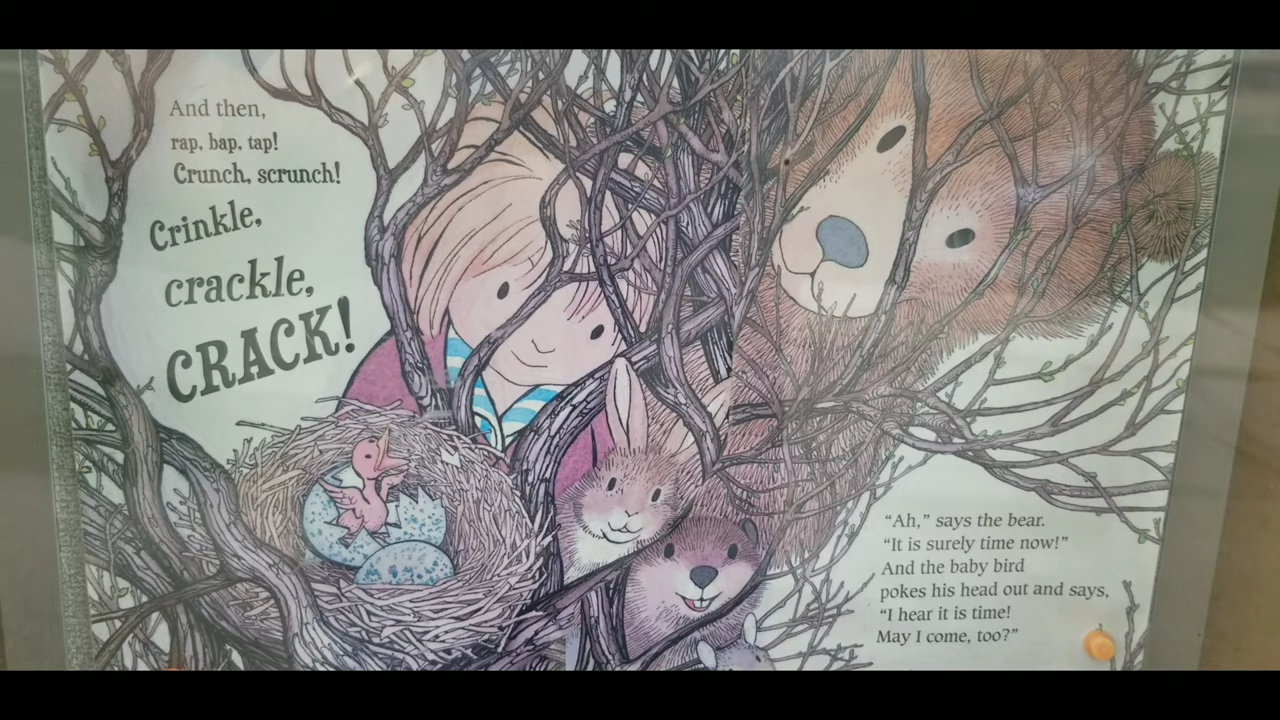 And then,
rap, bap, tap!
Crunch, scrunch!
Crinkle,
crackle,
CRACK!
“Ah,” says the bear.
“It is surely time now!”
And the baby bird
pokes his head out and says,
“I hear it is time!
May I come, too?”